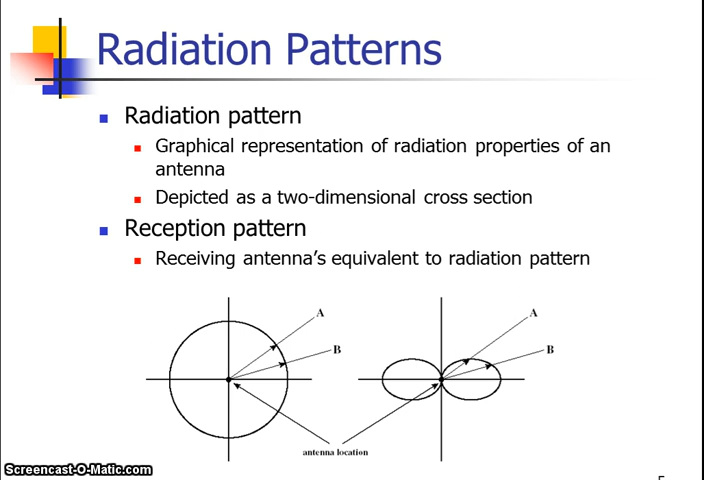 Radiation Patterns
Radiation pattern
Graphical representation of radiation properties of an
antenna
Depicted as a two-dimensional cross section
Reception pattern
Receiving antenna's equivalent to radiation pattern
A
B
A
B
antenna location
Screencast-O-Matic.com